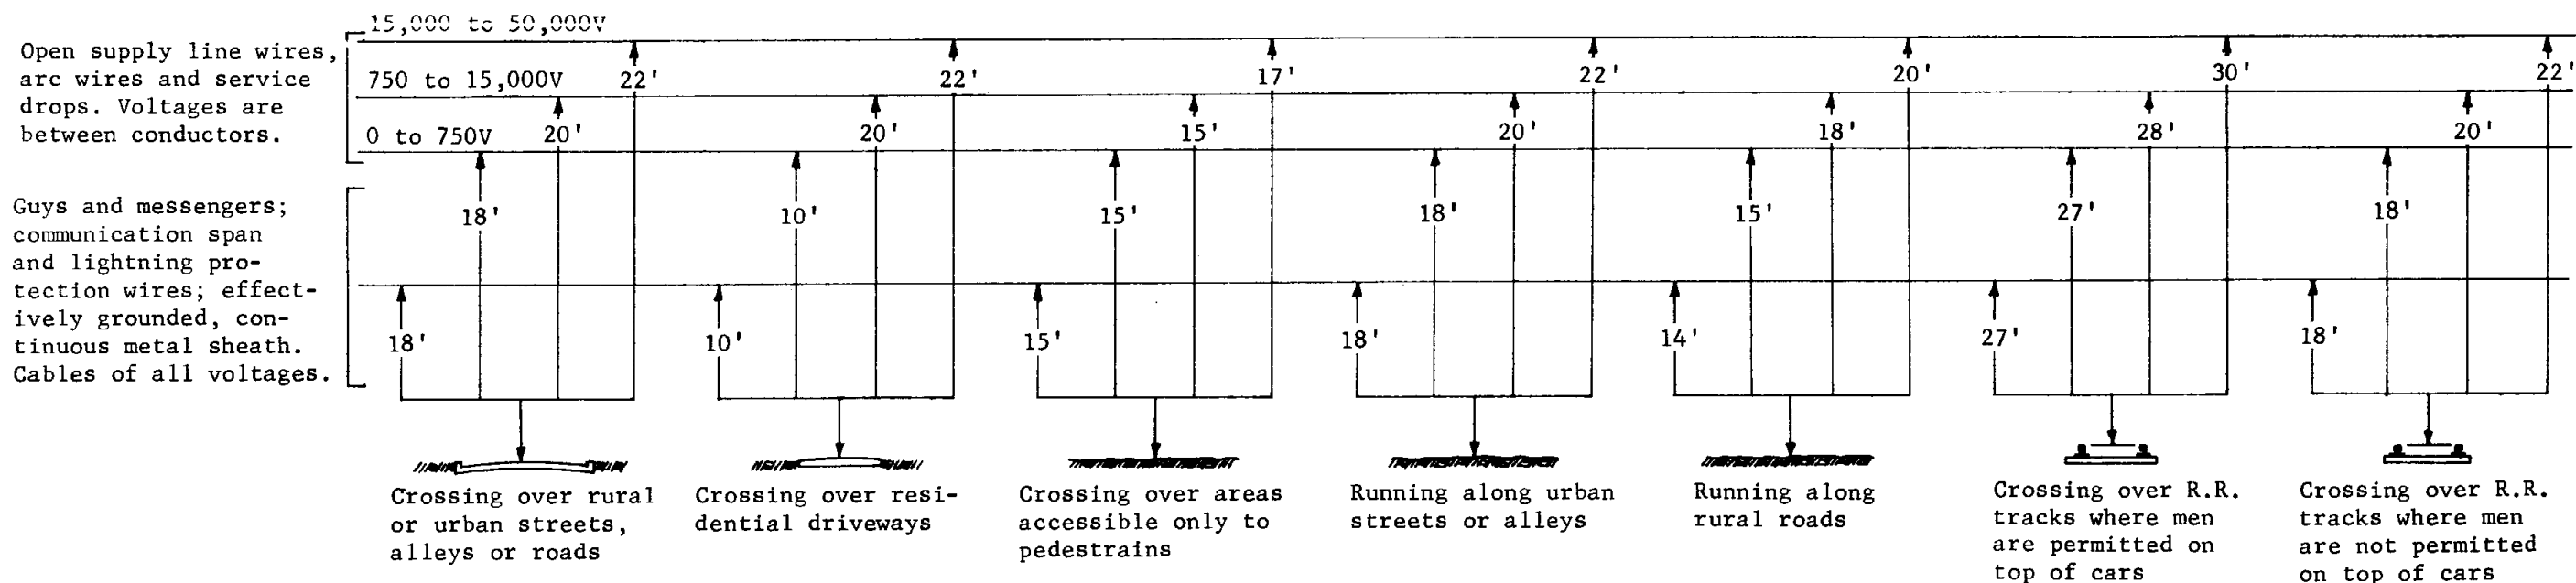 15,000 to 50,000V
Open supply line wires,
arc wires and service
drops. Voltages are
between conductors.
750 to 15,000V
0 to 750V
22' 22' 17' 22' 20' 30' 22'
20' 20' 15' 20' 18' 28' 20'
18' 10' 15' 18' 15' 27' 18'
Guys and messengers;
communication span
and lightning pro-
tection wires; effect-
ively grounded, con-
tinuous metal sheath.
Cables of all voltages.
18' 10' 15' 18' 14' 27' 18'
Crossing over rural
or urban streets,
alleys or roads
Crossing over resi-
dential driveways
Crossing over areas
accessible only to
pedestrains
Running along urban
streets or alleys
Running along
rural roads
Crossing over R.R.
tracks where men
are permitted on
top of cars
Crossing over R.R.
tracks where men
are not permitted
on top of cars